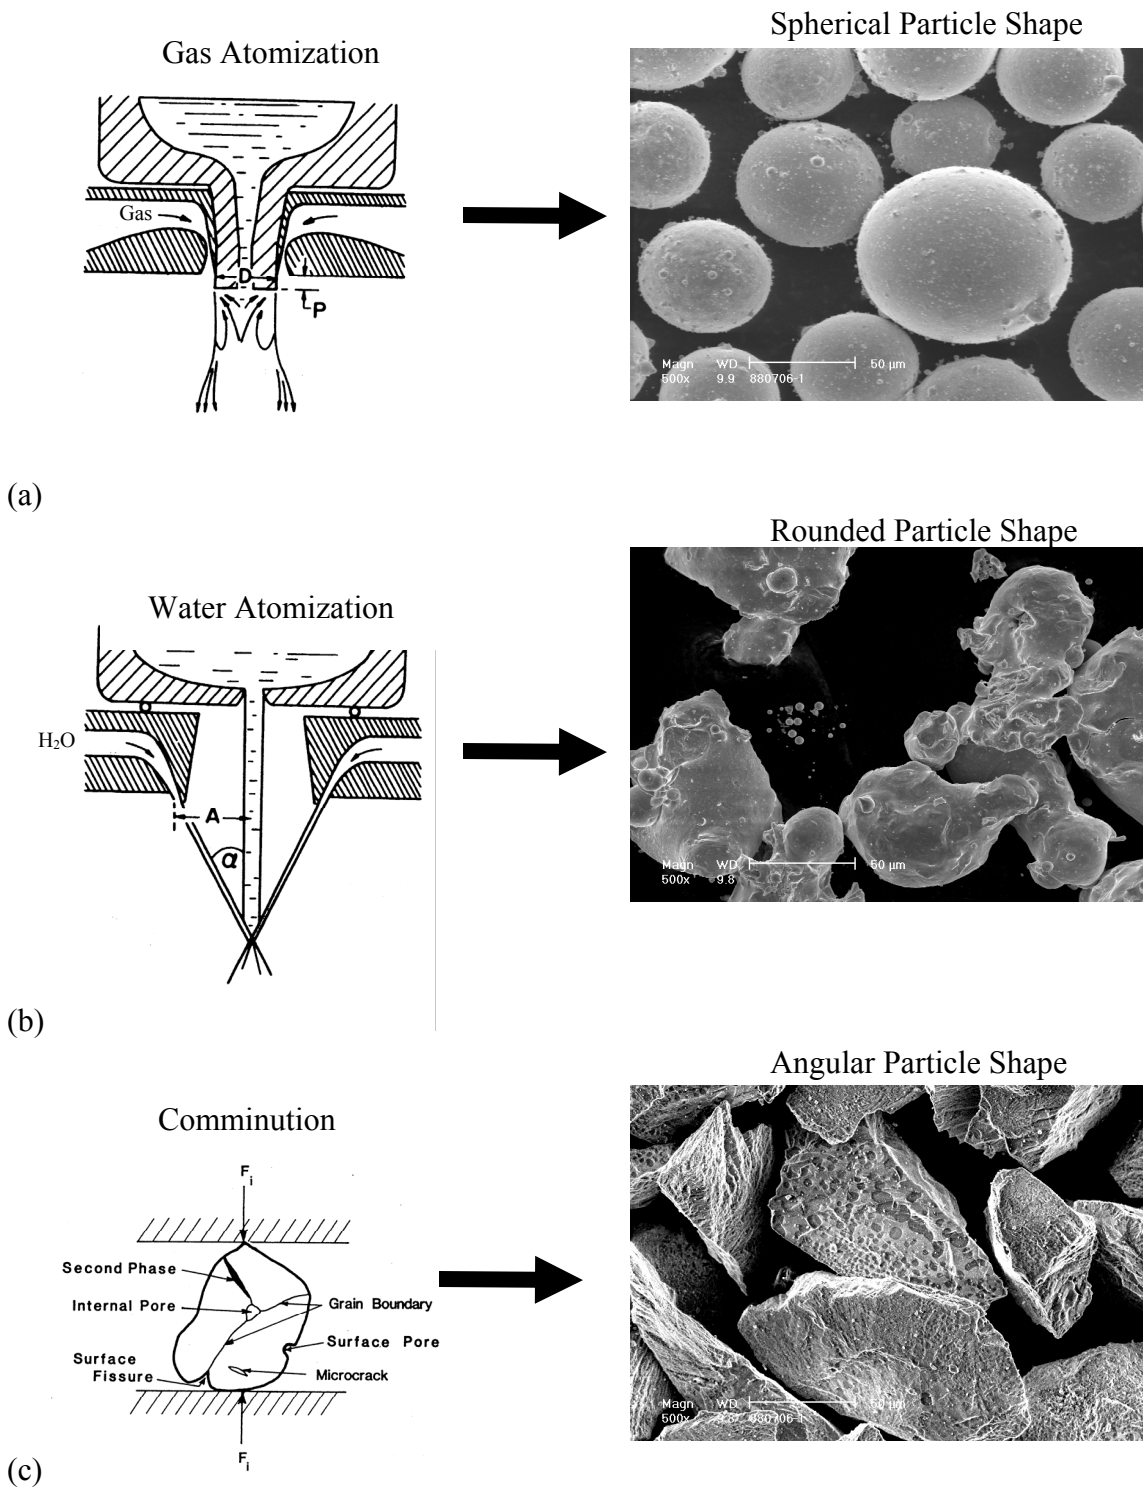 Gas Atomization
Spherical Particle Shape
Gas
D
P
Magn WD 50 µm
500x 9.9 880706-1
(a)
Rounded Particle Shape
Water Atomization
H₂O
A
α
Magn WD 50 µm
500x 9.8
(b)
Angular Particle Shape
Comminution
F_i
Second Phase
Internal Pore
Grain Boundary
Surface Pore
Surface
Fissure
Microcrack
F_i
Magn WD 50 µm
500x
(c)